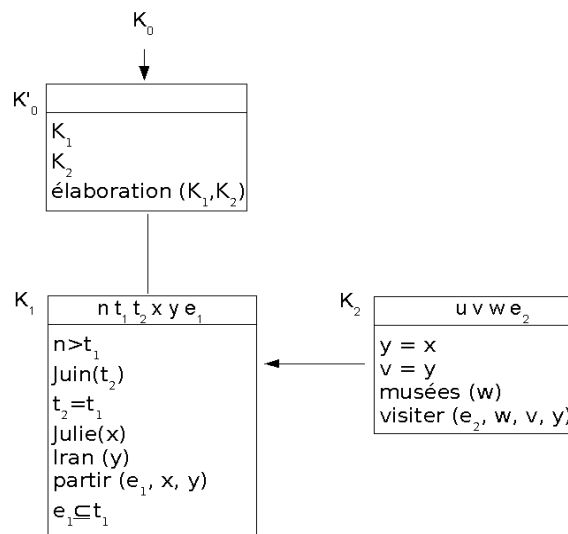 K₀
K'₀
K₁
K₂
élaboration (K₁,K₂)
K₁
n t₁ t₂ x y e₁
n>t₁
Juin(t₂)
t₂=t₁
Julie(x)
Iran (y)
partir (e₁, x, y)
e₁⊆t₁
K₂
u v w e₂
y = x
v = y
musées (w)
visiter (e₂, w, v, y)